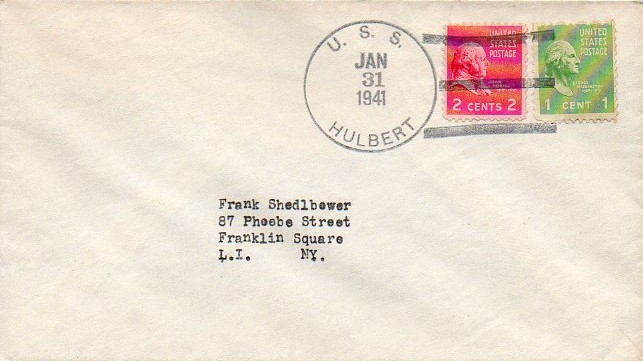 U. S. S.
JAN
31
1941
HULBERT
UNITED
STATES
POSTAGE
2 CENTS 2
UNITED
STATES
POSTAGE
1 CENT 1
Frank Shedlbower
87 Phoebe Street
Franklin Square
L.I. NY.